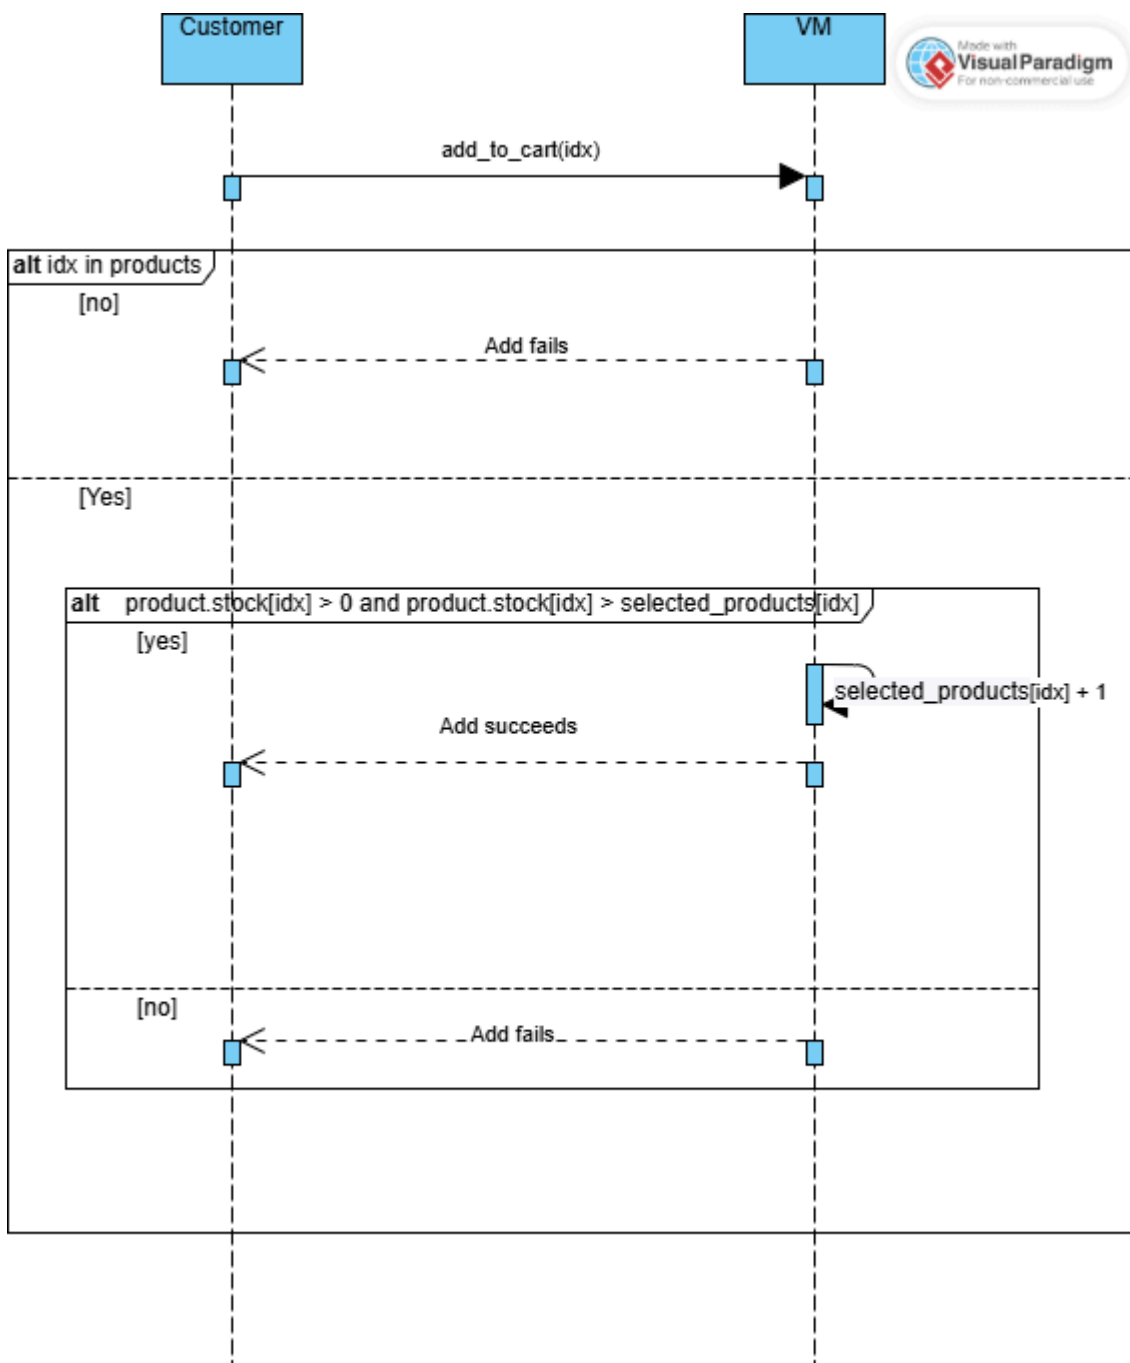 Customer
VM
Made with
Visual Paradigm
For non-commercial use
add_to_cart(idx)
alt idx in products
[no]
Add fails
[Yes]
alt product.stock[idx] > 0 and product.stock[idx] > selected_products[idx]
[yes]
selected_products[idx] + 1
Add succeeds
[no]
Add fails